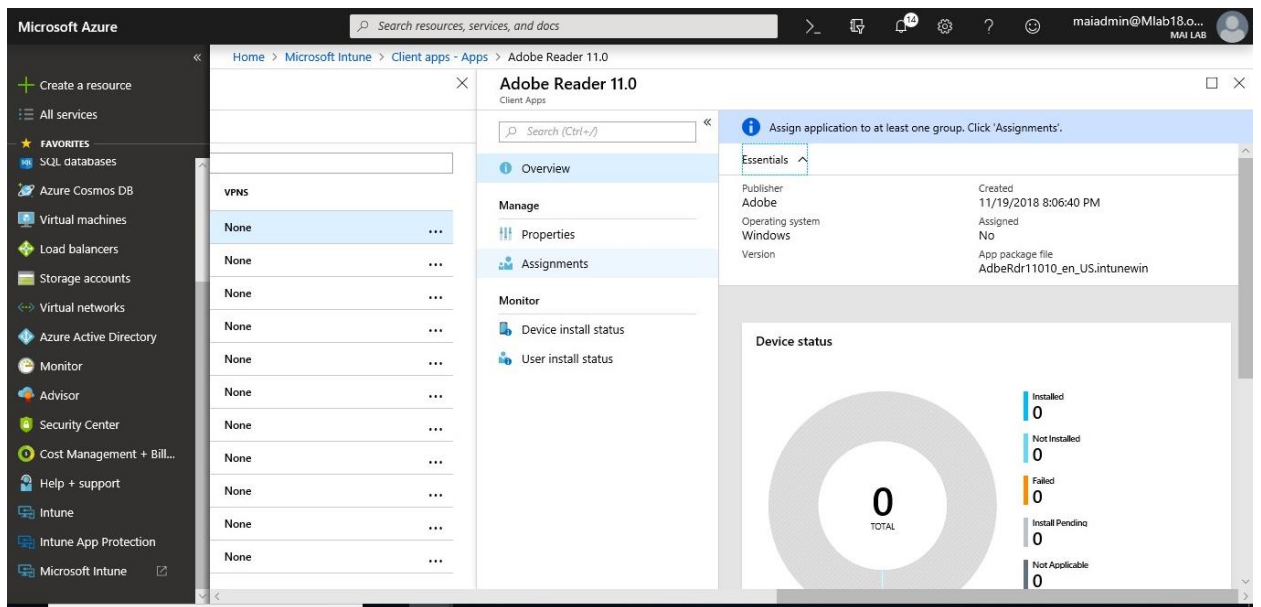 Microsoft Azure
Search resources, services, and docs
14
maiadmin@Mlab18.o...
MAI LAB
Home > Microsoft Intune > Client apps - Apps > Adobe Reader 11.0
Create a resource
All services
FAVORITES
SQL databases
Azure Cosmos DB
Virtual machines
Load balancers
Storage accounts
Virtual networks
Azure Active Directory
Monitor
Advisor
Security Center
Cost Management + Bill...
Help + support
Intune
Intune App Protection
Microsoft Intune
VPNS
None
None
None
None
None
None
None
None
None
None
None
Adobe Reader 11.0
Client Apps
Search (Ctrl+/)
Overview
Manage
Properties
Assignments
Monitor
Device install status
User install status
Assign application to at least one group. Click 'Assignments'.
Essentials
Publisher
Adobe
Operating system
Windows
Version
Created
11/19/2018 8:06:40 PM
Assigned
No
App package file
AdbeRdr11010_en_US.intunewin
Device status
0
TOTAL
Installed
0
Not Installed
0
Failed
0
Install Pending
0
Not Applicable
0